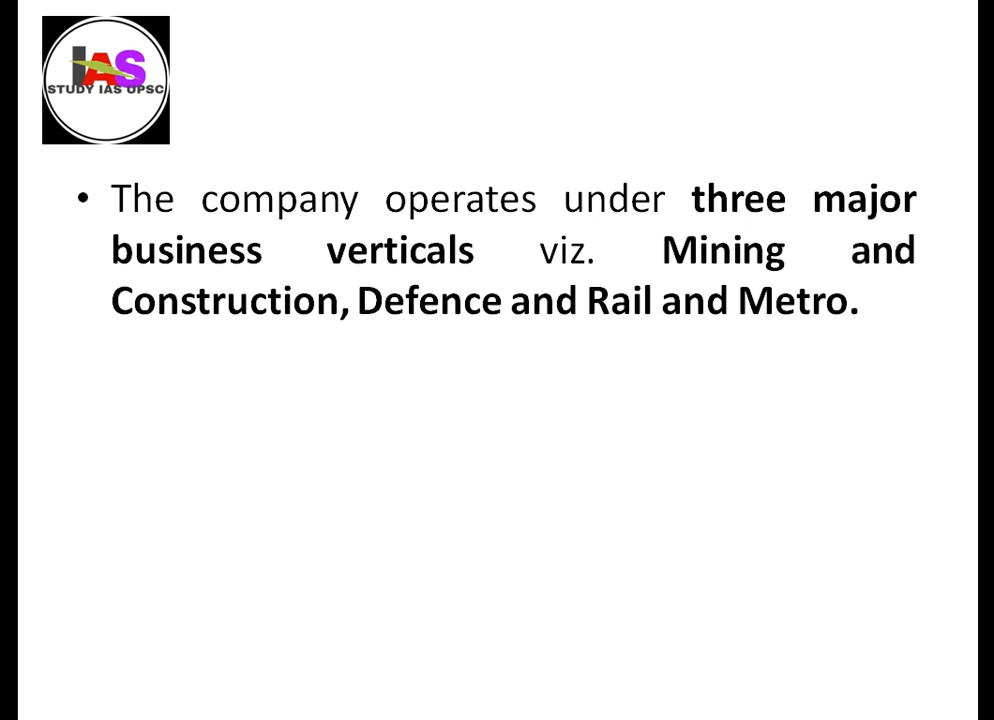 IAS
STUDY IAS UPSC
• The company operates under three major
business verticals viz. Mining and
Construction, Defence and Rail and Metro.